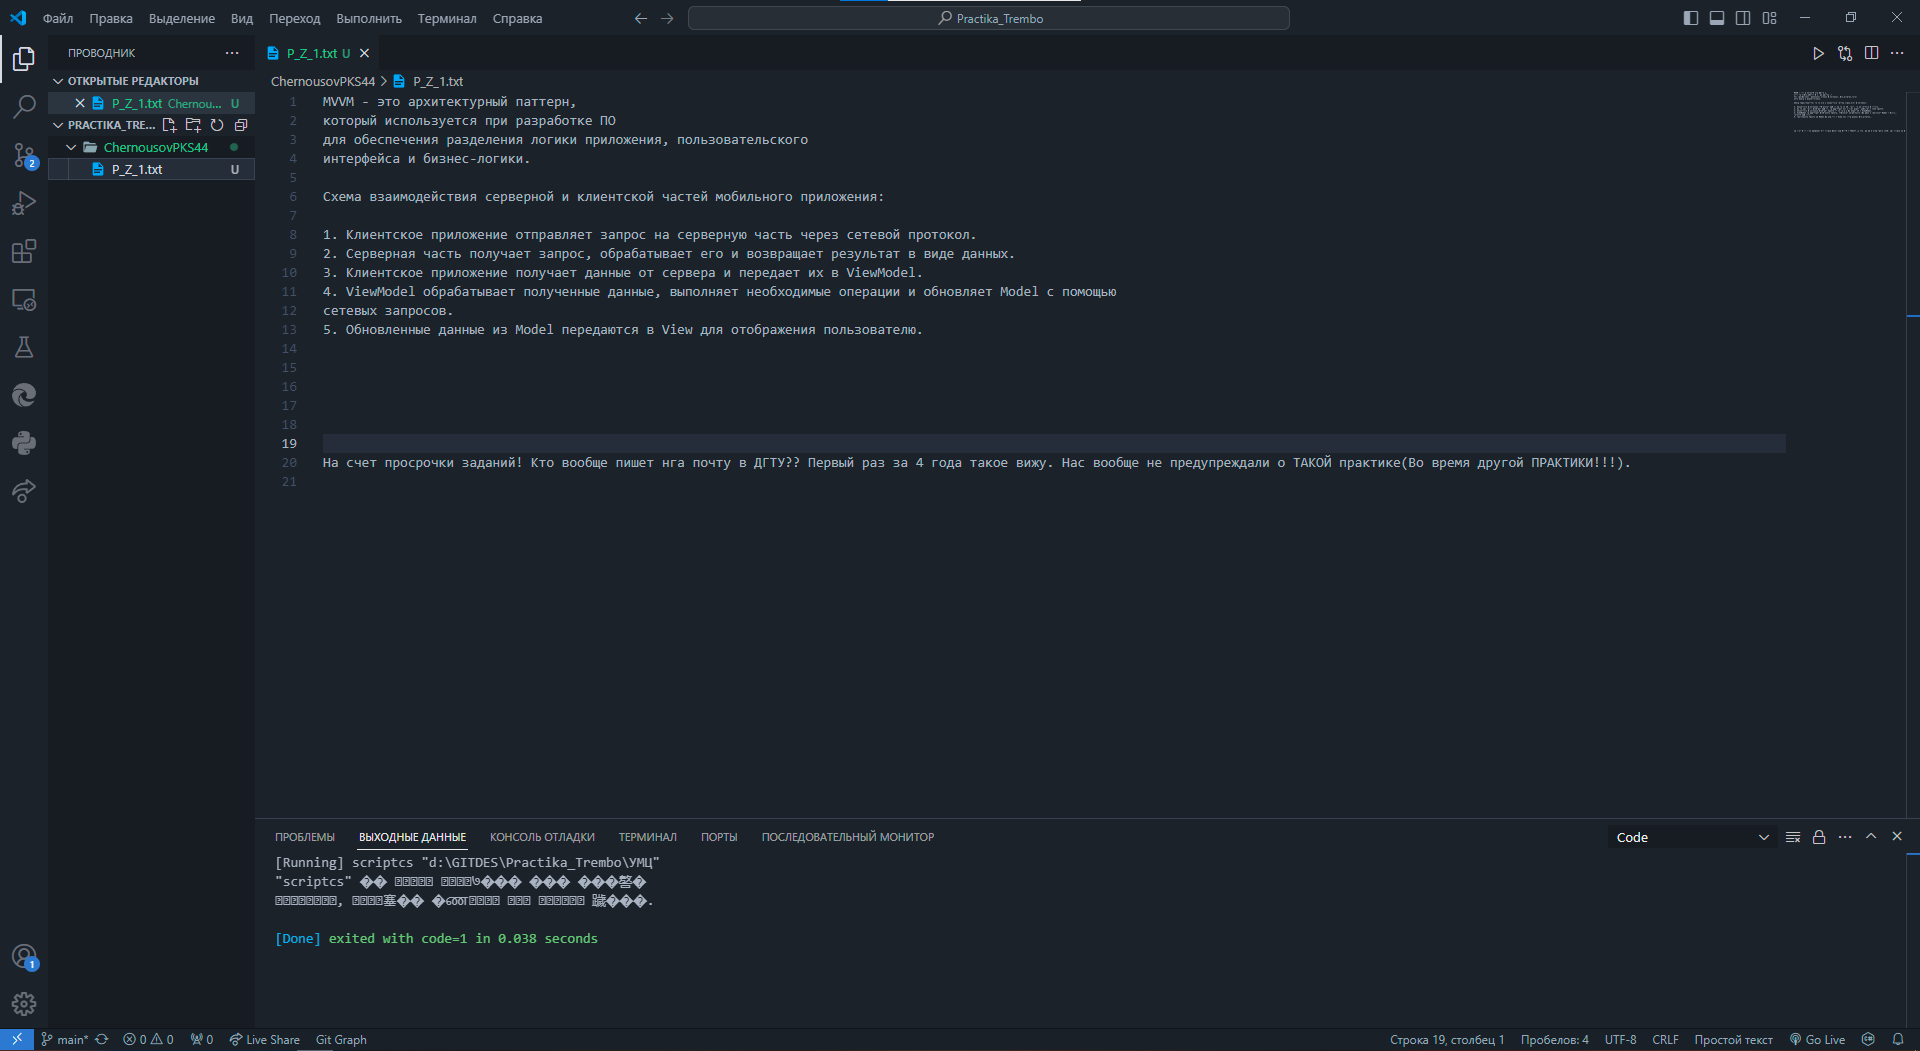 Файл Правка Выделение Вид Переход Выполнить Терминал Справка
Practika_Trembo
ПРОВОДНИК
P_Z_1.txt U
ОТКРЫТЫЕ РЕДАКТОРЫ
P_Z_1.txt Chernou... U
PRACTIKA_TRE...
ChernousovPKS44
P_Z_1.txt U
2
1
ChernousovPKS44 > P_Z_1.txt
1 MVVM - это архитектурный паттерн,
2 который используется при разработке ПО
3 для обеспечения разделения логики приложения, пользовательского
4 интерфейса и бизнес-логики.
5
6 Схема взаимодействия серверной и клиентской частей мобильного приложения:
7
8 1. Клиентское приложение отправляет запрос на серверную часть через сетевой протокол.
9 2. Серверная часть получает запрос, обрабатывает его и возвращает результат в виде данных.
10 3. Клиентское приложение получает данные от сервера и передает их в ViewModel.
11 4. ViewModel обрабатывает полученные данные, выполняет необходимые операции и обновляет Model с помощью
12 сетевых запросов.
13 5. Обновленные данные из Model передаются в View для отображения пользователю.
14
15
16
17
18
19
20 На счет просрочки заданий! Кто вообще пишет нга почту в ДГТУ?? Первый раз за 4 года такое вижу. Нас вообще не предупреждали о ТАКОЙ практике(Во время другой ПРАКТИКИ!!!).
21
ПРОБЛЕМЫ ВЫХОДНЫЕ ДАННЫЕ КОНСОЛЬ ОТЛАДКИ ТЕРМИНАЛ ПОРТЫ ПОСЛЕДОВАТЕЛЬНЫЙ МОНИТОР
Code
[Running] scriptcs "d:\GITDES\Practika_Trembo\УМЦ"
"scriptcs"
[Done] exited with code=1 in 0.038 seconds
main* 0 0 0 Live Share Git Graph
Строка 19, столбец 1 Пробелов: 4 UTF-8 CRLF Простой текст Go Live